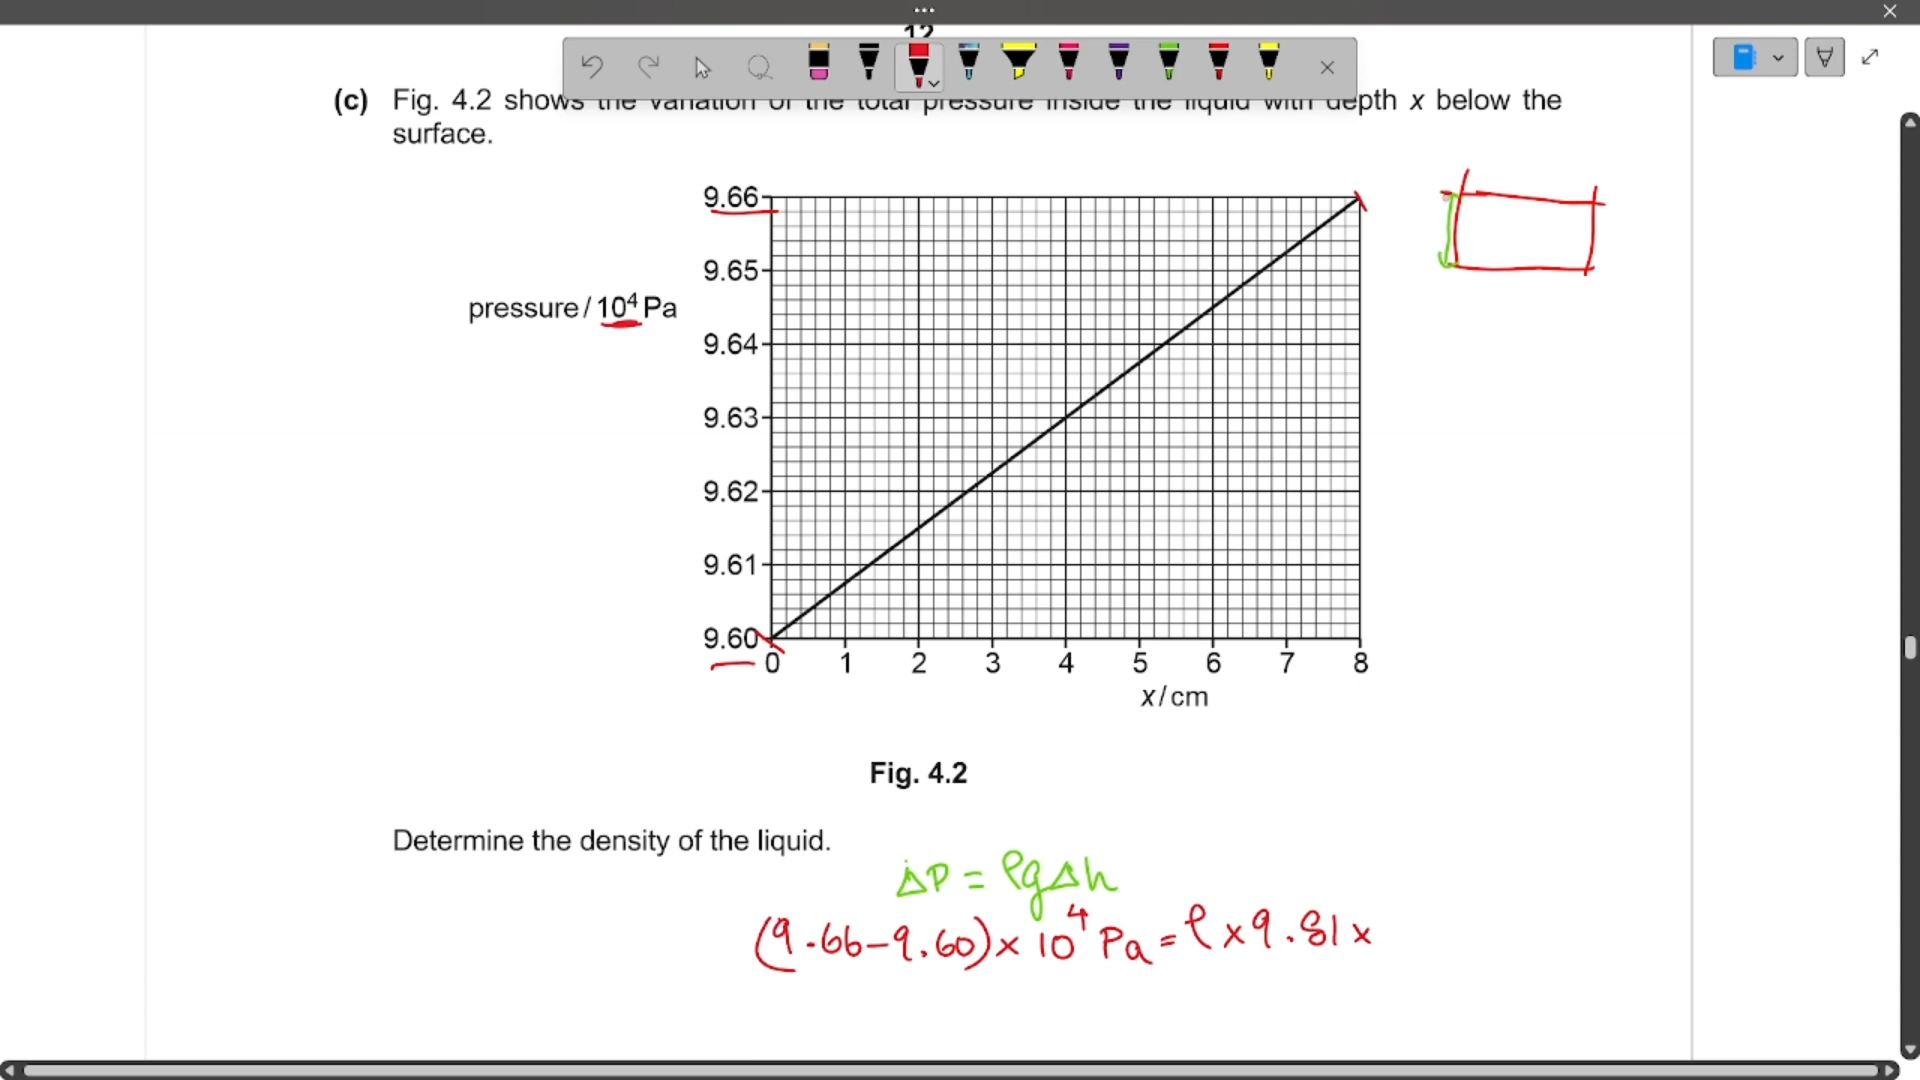 12
(c) Fig. 4.2 shows the variation of the total pressure inside the liquid with depth x below the
surface.
9.66
9.65
pressure / 10⁴ Pa
9.64
9.63
9.62
9.61
9.60
0 1 2 3 4 5 6 7 8
x / cm
Fig. 4.2
Determine the density of the liquid.
ΔP = ρgΔh
(9.66-9.60)× 10⁴ Pa = ρ × 9.81 ×